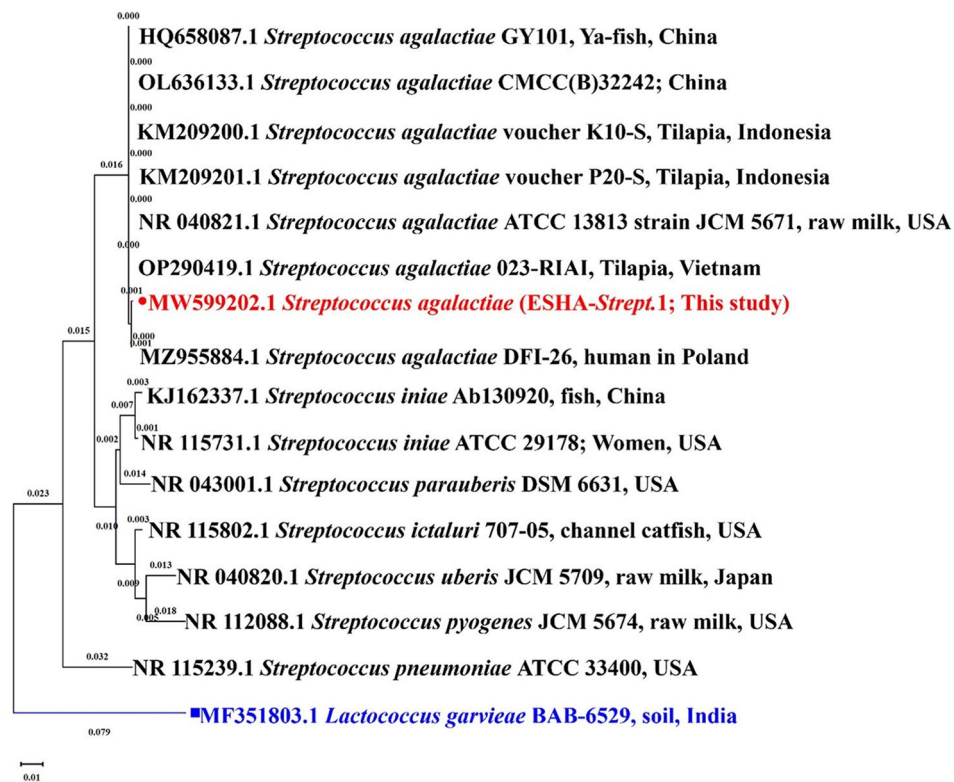 0.000
HQ658087.1 Streptococcus agalactiae GY101, Ya-fish, China
0.000
OL636133.1 Streptococcus agalactiae CMCC(B)32242; China
0.000
KM209200.1 Streptococcus agalactiae voucher K10-S, Tilapia, Indonesia
0.000
0.016
KM209201.1 Streptococcus agalactiae voucher P20-S, Tilapia, Indonesia
0.000
NR 040821.1 Streptococcus agalactiae ATCC 13813 strain JCM 5671, raw milk, USA
0.000
OP290419.1 Streptococcus agalactiae 023-RIAI, Tilapia, Vietnam
0.001
MW599202.1 Streptococcus agalactiae (ESHA-Strept.1; This study)
0.015
0.000
0.001
MZ955884.1 Streptococcus agalactiae DFI-26, human in Poland
0.003
KJ162337.1 Streptococcus iniae Ab130920, fish, China
0.007
0.001
0.002
NR 115731.1 Streptococcus iniae ATCC 29178; Women, USA
0.014
NR 043001.1 Streptococcus parauberis DSM 6631, USA
0.023
0.010
0.003
NR 115802.1 Streptococcus ictaluri 707-05, channel catfish, USA
0.013
0.009
NR 040820.1 Streptococcus uberis JCM 5709, raw milk, Japan
0.018
0.005
NR 112088.1 Streptococcus pyogenes JCM 5674, raw milk, USA
0.032
NR 115239.1 Streptococcus pneumoniae ATCC 33400, USA
MF351803.1 Lactococcus garvieae BAB-6529, soil, India
0.079
0.01